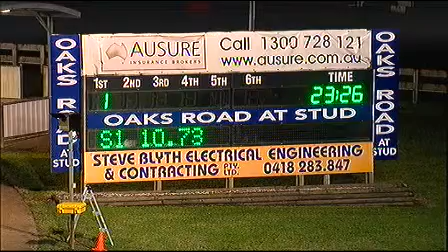 AUSURE
INSURANCE BROKERS
Call 1300 728 121
www.ausure.com.au
1ST 2ND 3RD 4TH 5TH 6TH TIME
1 23:26
OAKS ROAD AT STUD
S1 10.73
STEVE BLYTH ELECTRICAL ENGINEERING
& CONTRACTING PTY. LTD. 0418 283.847
OAKS ROAD AT STUD
OAKS ROAD AT STUD